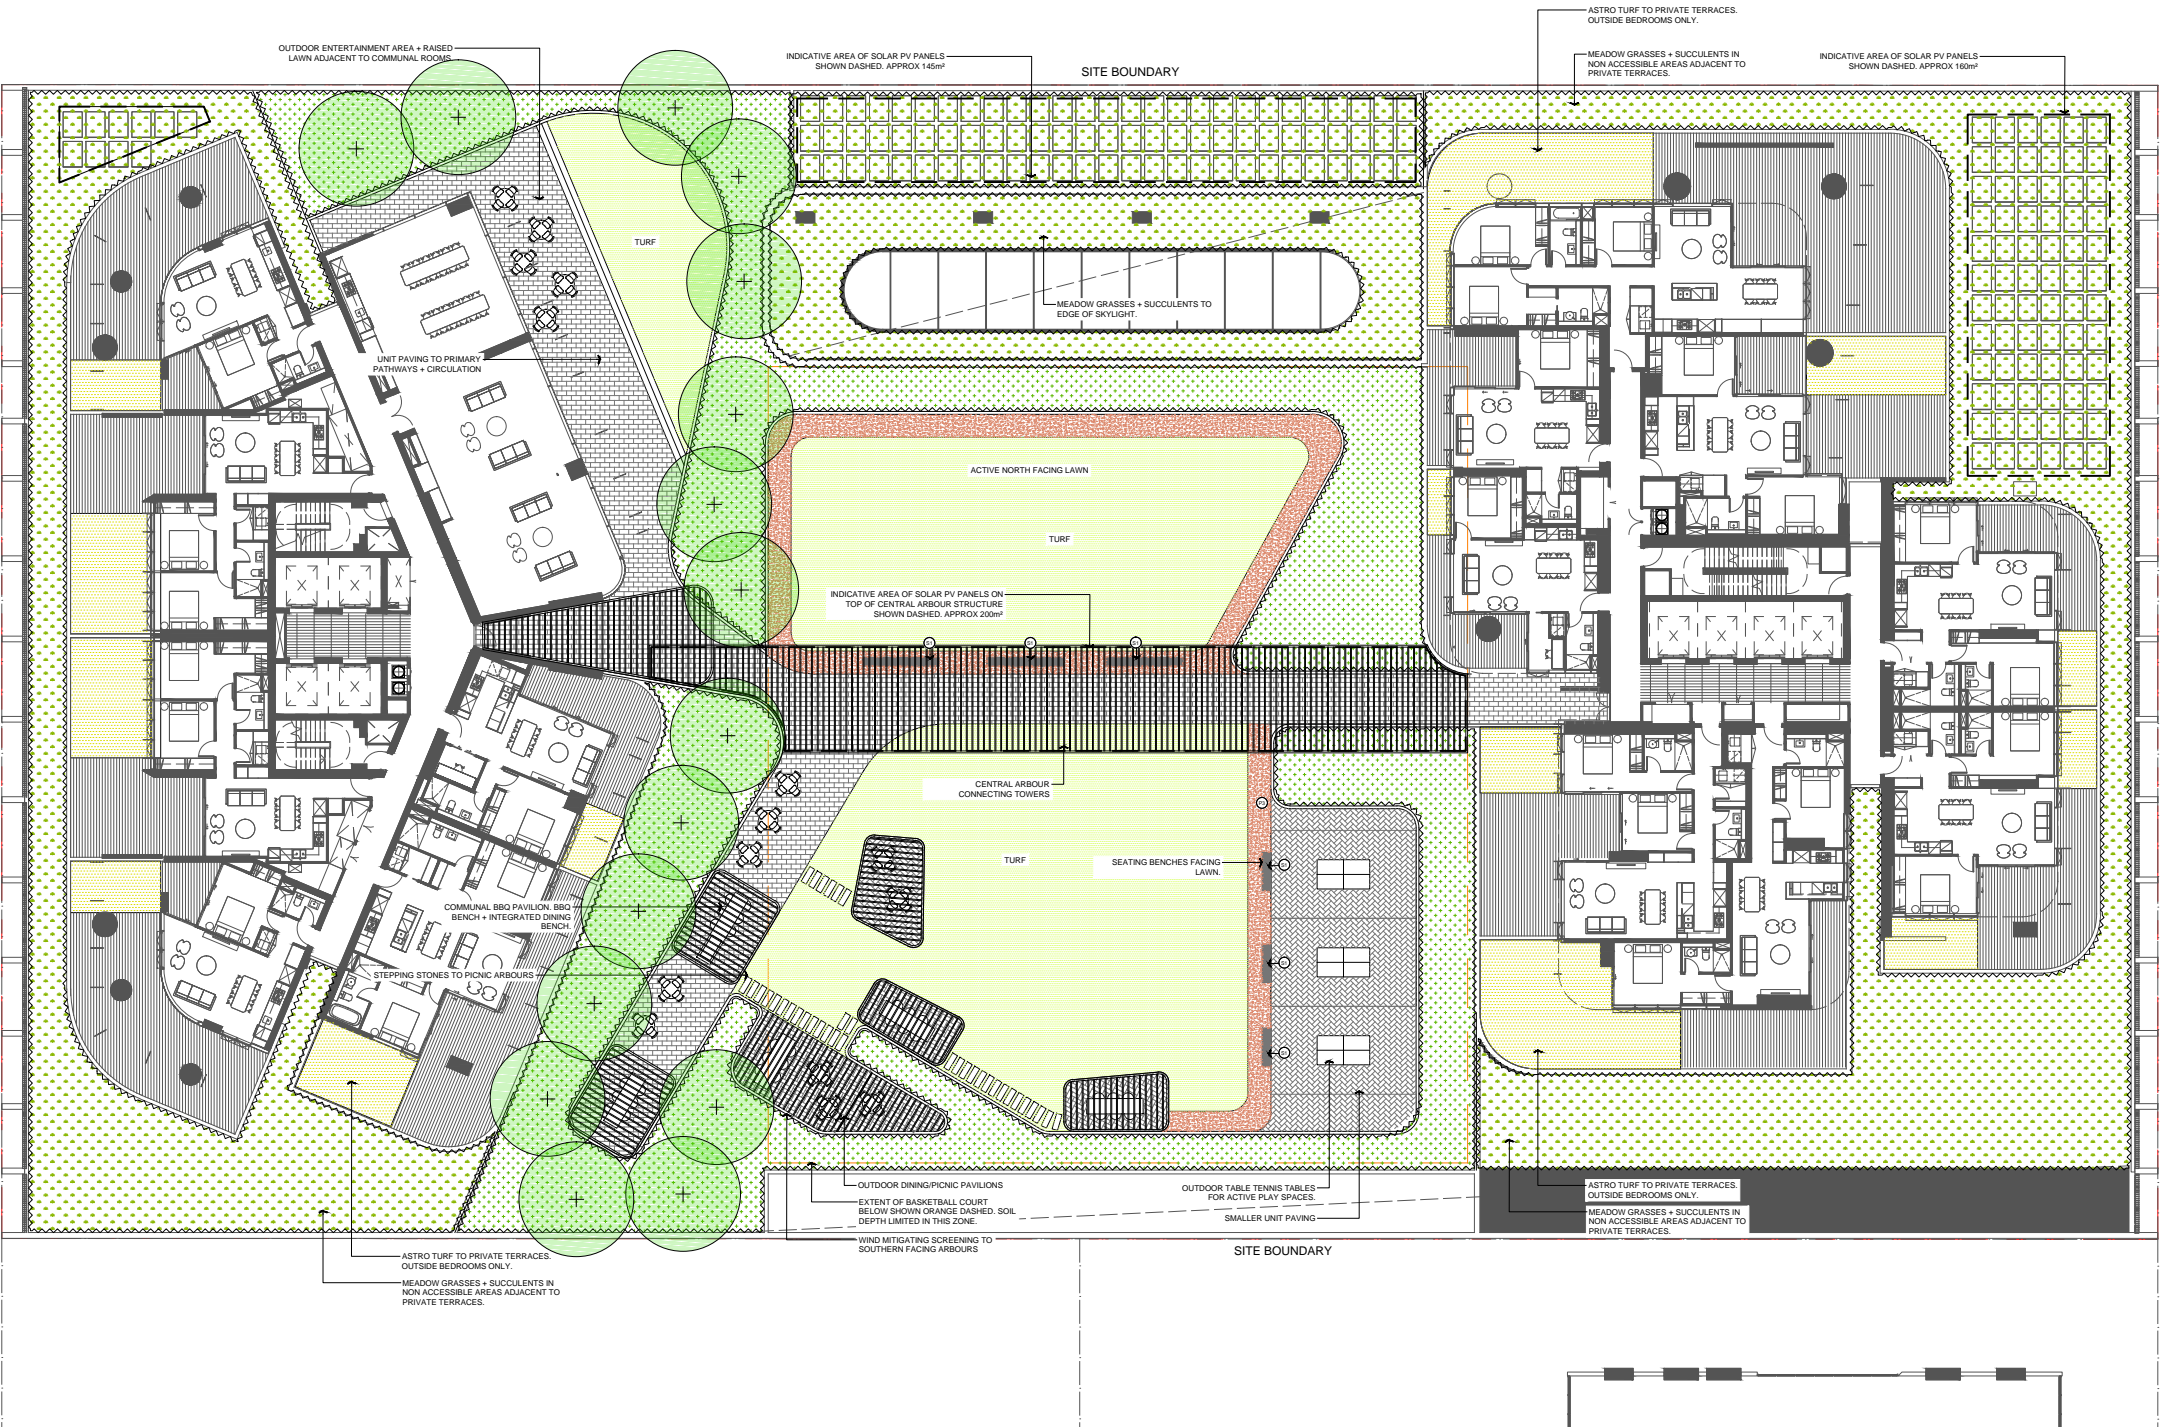 ASTRO TURF TO PRIVATE TERRACES.
OUTSIDE BEDROOMS ONLY.
OUTDOOR ENTERTAINMENT AREA + RAISED
LAWN ADJACENT TO COMMUNAL ROOMS.
INDICATIVE AREA OF SOLAR PV PANELS
SHOWN DASHED. APPROX 145m²
SITE BOUNDARY
MEADOW GRASSES + SUCCULENTS IN
NON ACCESSIBLE AREAS ADJACENT TO
PRIVATE TERRACES.
INDICATIVE AREA OF SOLAR PV PANELS
SHOWN DASHED. APPROX 160m²
TURF
MEADOW GRASSES + SUCCULENTS TO
EDGE OF SKYLIGHT.
UNIT PAVING TO PRIMARY
PATHWAYS + CIRCULATION
ACTIVE NORTH FACING LAWN
TURF
INDICATIVE AREA OF SOLAR PV PANELS ON
TOP OF CENTRAL ARBOUR STRUCTURE
SHOWN DASHED. APPROX 200m²
S1
S1
S1
CENTRAL ARBOUR
CONNECTING TOWERS
P3
TURF
SEATING BENCHES FACING
LAWN.
S1
COMMUNAL BBQ PAVILION. BBQ
BENCH + INTEGRATED DINING
BENCH.
S1
STEPPING STONES TO PICNIC ARBOURS
S1
OUTDOOR DINING/PICNIC PAVILIONS
EXTENT OF BASKETBALL COURT
BELOW SHOWN ORANGE DASHED. SOIL
DEPTH LIMITED IN THIS ZONE.
WIND MITIGATING SCREENING TO
SOUTHERN FACING ARBOURS
OUTDOOR TABLE TENNIS TABLES
FOR ACTIVE PLAY SPACES.
SMALLER UNIT PAVING
ASTRO TURF TO PRIVATE TERRACES.
OUTSIDE BEDROOMS ONLY.
MEADOW GRASSES + SUCCULENTS IN
NON ACCESSIBLE AREAS ADJACENT TO
PRIVATE TERRACES.
SITE BOUNDARY
ASTRO TURF TO PRIVATE TERRACES.
OUTSIDE BEDROOMS ONLY.
MEADOW GRASSES + SUCCULENTS IN
NON ACCESSIBLE AREAS ADJACENT TO
PRIVATE TERRACES.